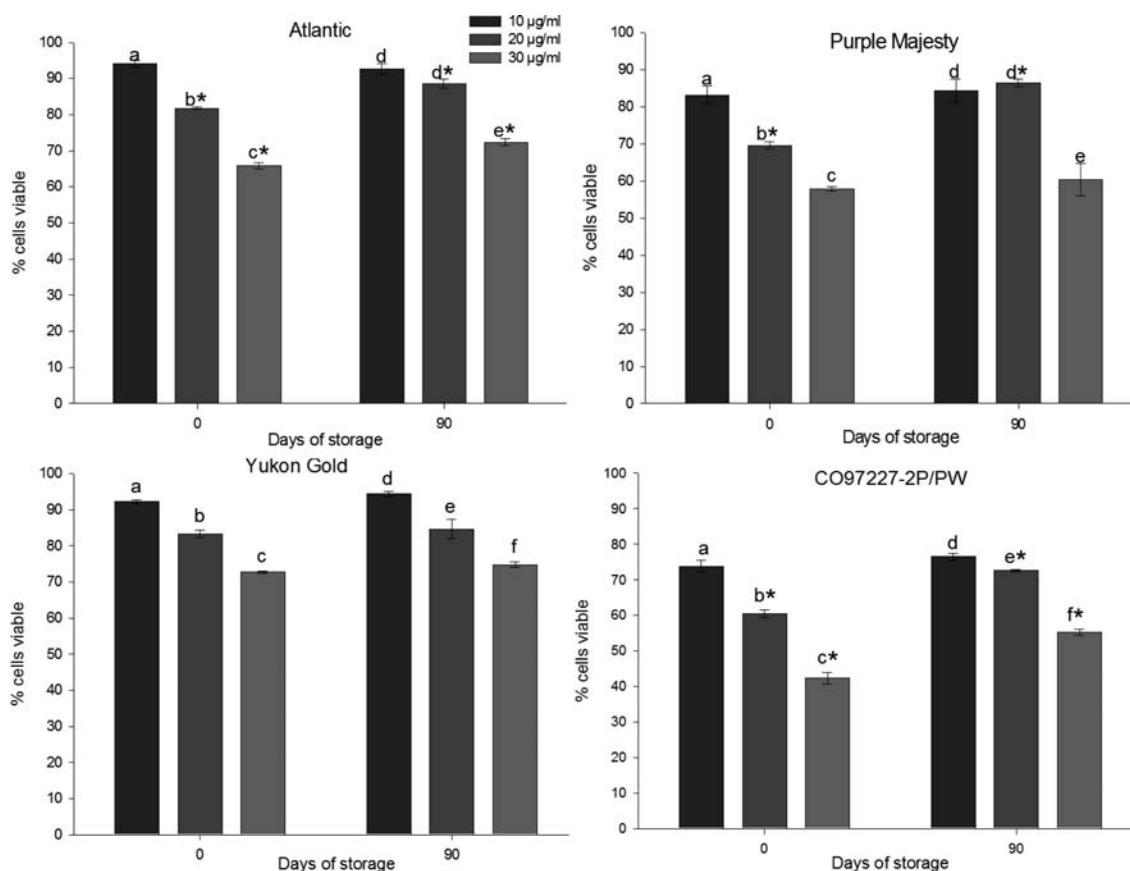 Atlantic
10 µg/ml
20 µg/ml
30 µg/ml
% cells viable
100
90
80
70
60
50
40
30
20
10
0
a
b*
c*
d
d*
e*
0 90
Days of storage
Purple Majesty
% cells viable
100
90
80
70
60
50
40
30
20
10
0
a
b*
c
d
d*
e
0 90
Days of storage
Yukon Gold
% cells viable
100
90
80
70
60
50
40
30
20
10
0
a
b
c
d
e
f
0 90
Days of storage
CO97227-2P/PW
% cells viable
100
90
80
70
60
50
40
30
20
10
0
a
b*
c*
d
e*
f*
0 90
Days of storage